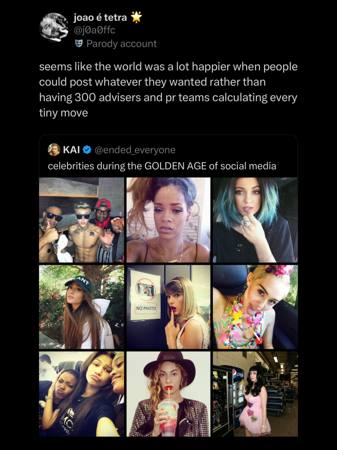 joao é tetra 🌟
@j0a0ffc
Parody account
seems like the world was a lot happier when people
could post whatever they wanted rather than
having 300 advisers and pr teams calculating every
tiny move
KAI @ended_everyone
celebrities during the GOLDEN AGE of social media
ANT
NO PHOTO